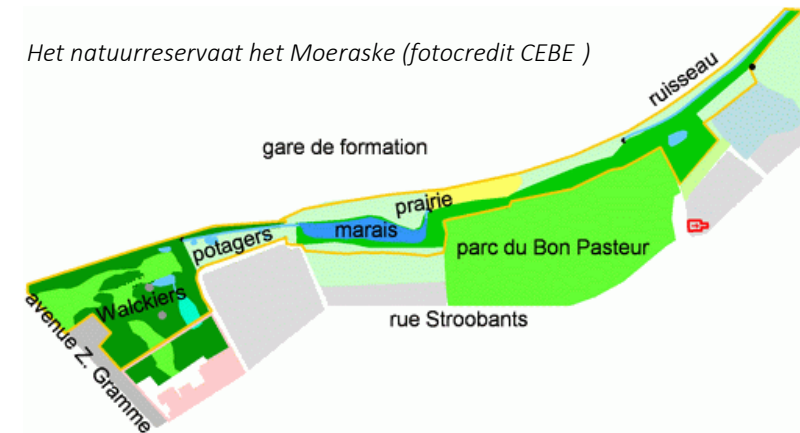 Het natuurreservaat het Moeraske (fotocredit CEBE )
ruisseau
gare de formation
prairie
marais
potagers
parc du Bon Pasteur
Walckiers
avenue Z. Gramme
rue Stroobants